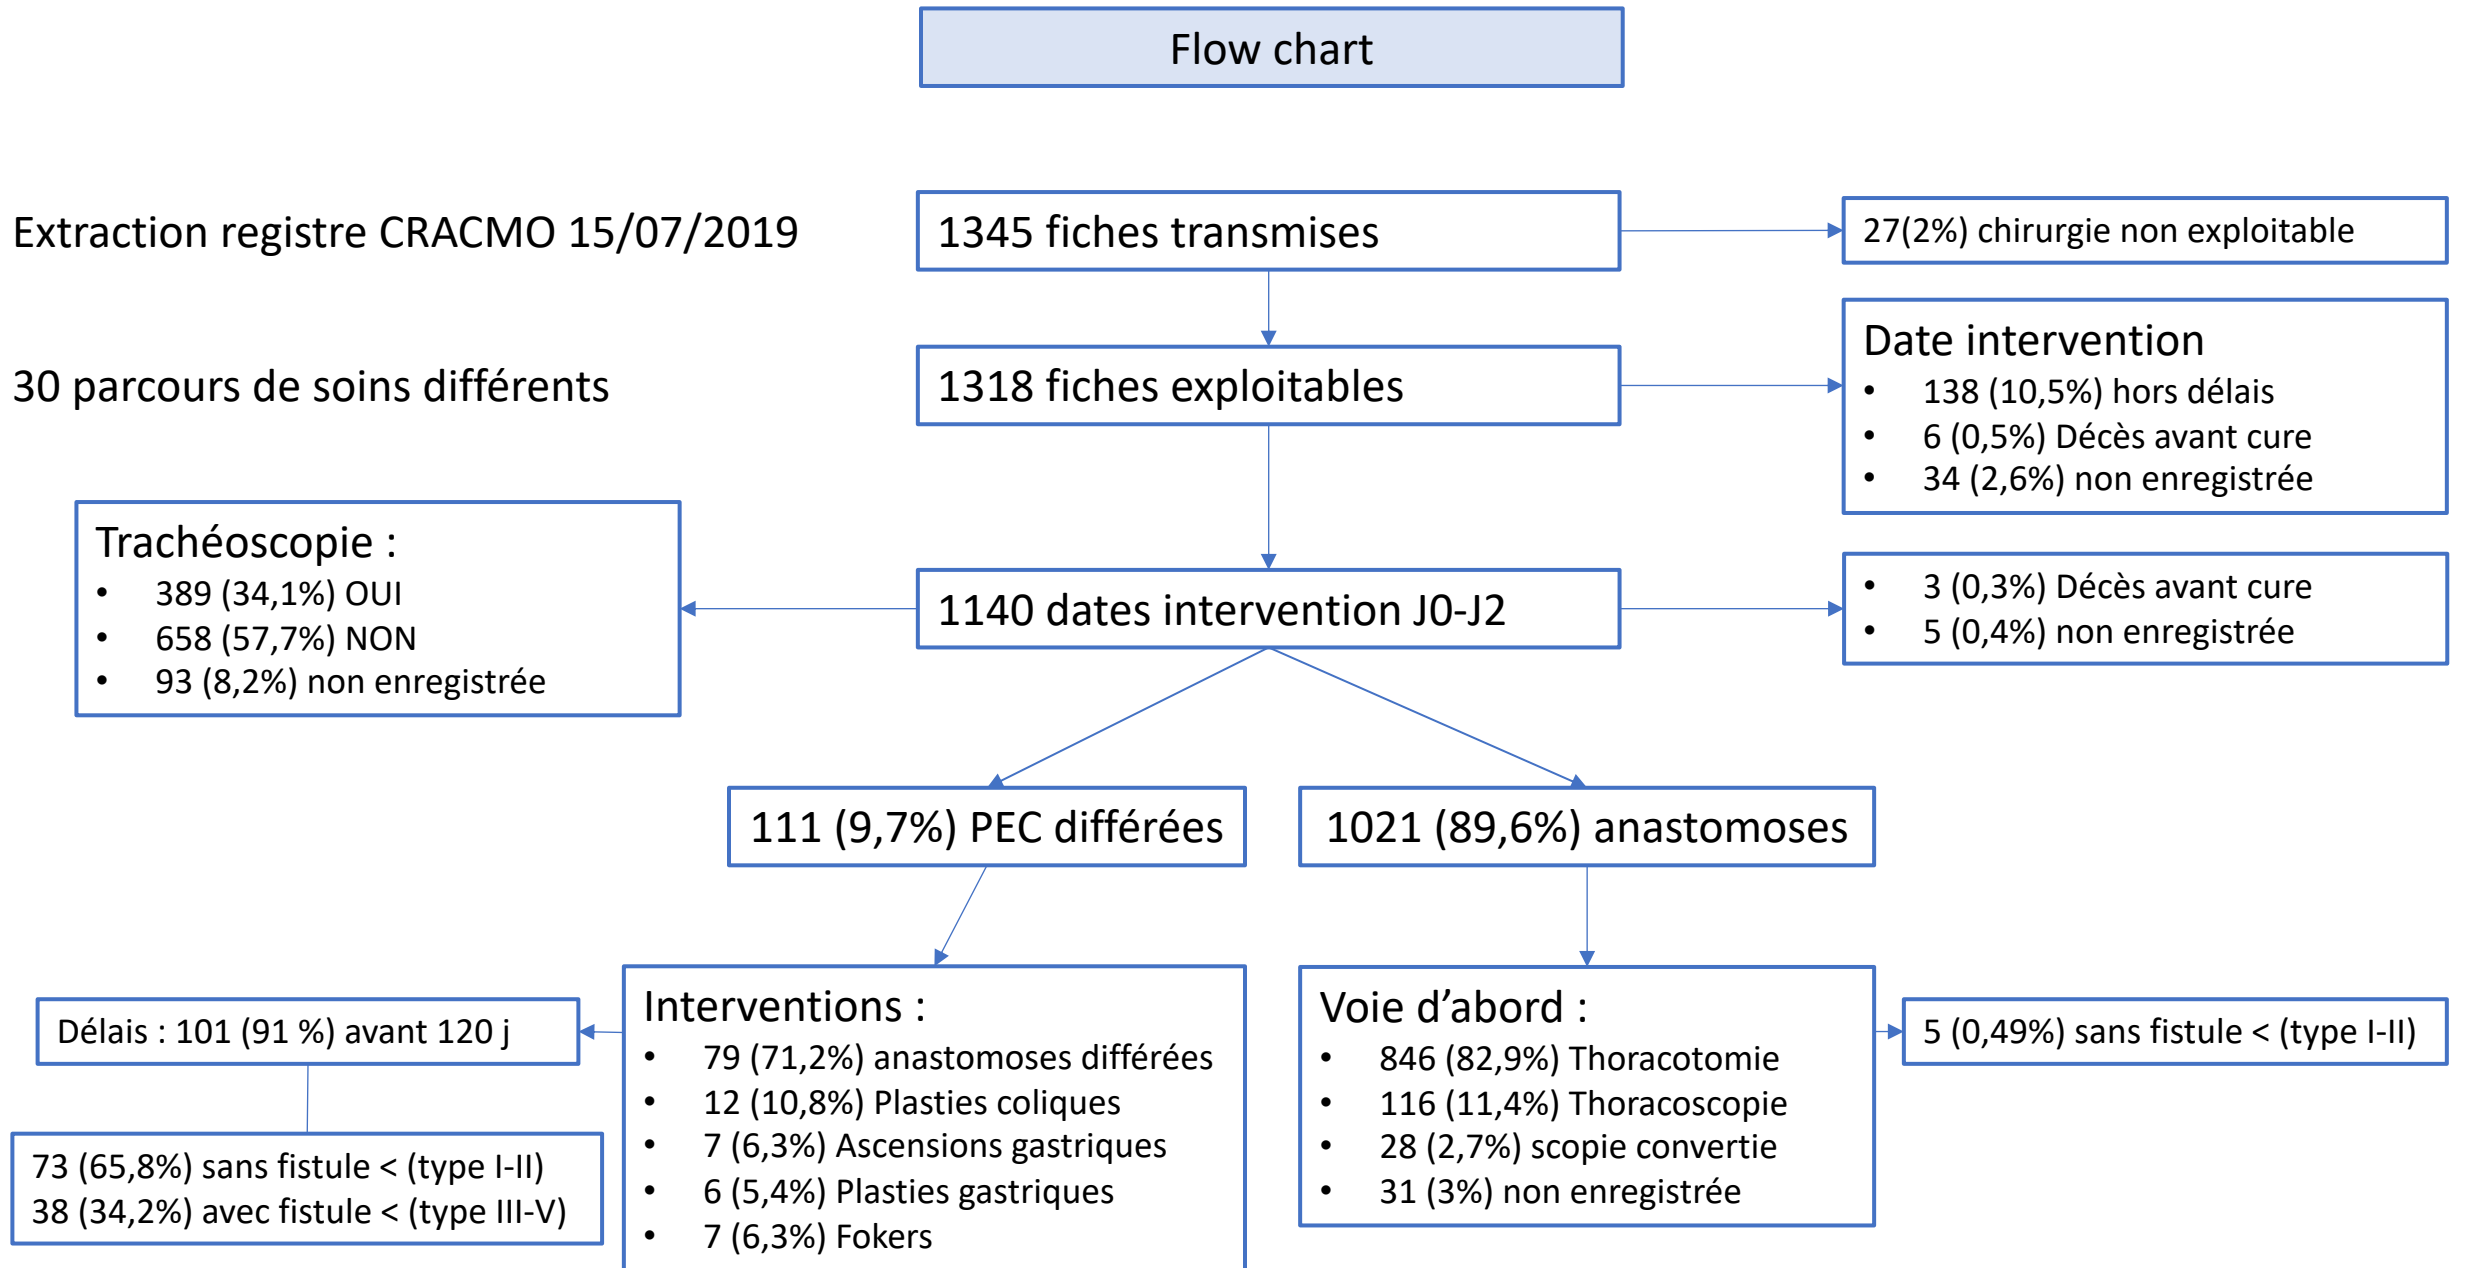 Flow chart
Extraction registre CRACMO 15/07/2019
1345 fiches transmises
27(2%) chirurgie non exploitable
30 parcours de soins différents
1318 fiches exploitables
Date intervention
• 138 (10,5%) hors délais
• 6 (0,5%) Décès avant cure
• 34 (2,6%) non enregistrée
Trachéoscopie :
• 389 (34,1%) OUI
• 658 (57,7%) NON
• 93 (8,2%) non enregistrée
1140 dates intervention J0-J2
• 3 (0,3%) Décès avant cure
• 5 (0,4%) non enregistrée
111 (9,7%) PEC différées
1021 (89,6%) anastomoses
Délais : 101 (91 %) avant 120 j
73 (65,8%) sans fistule < (type I-II)
38 (34,2%) avec fistule < (type III-V)
Interventions :
• 79 (71,2%) anastomoses différées
• 12 (10,8%) Plasties coliques
• 7 (6,3%) Ascensions gastriques
• 6 (5,4%) Plasties gastriques
• 7 (6,3%) Fokers
Voie d’abord :
• 846 (82,9%) Thoracotomie
• 116 (11,4%) Thoracoscopie
• 28 (2,7%) scopie convertie
• 31 (3%) non enregistrée
5 (0,49%) sans fistule < (type I-II)